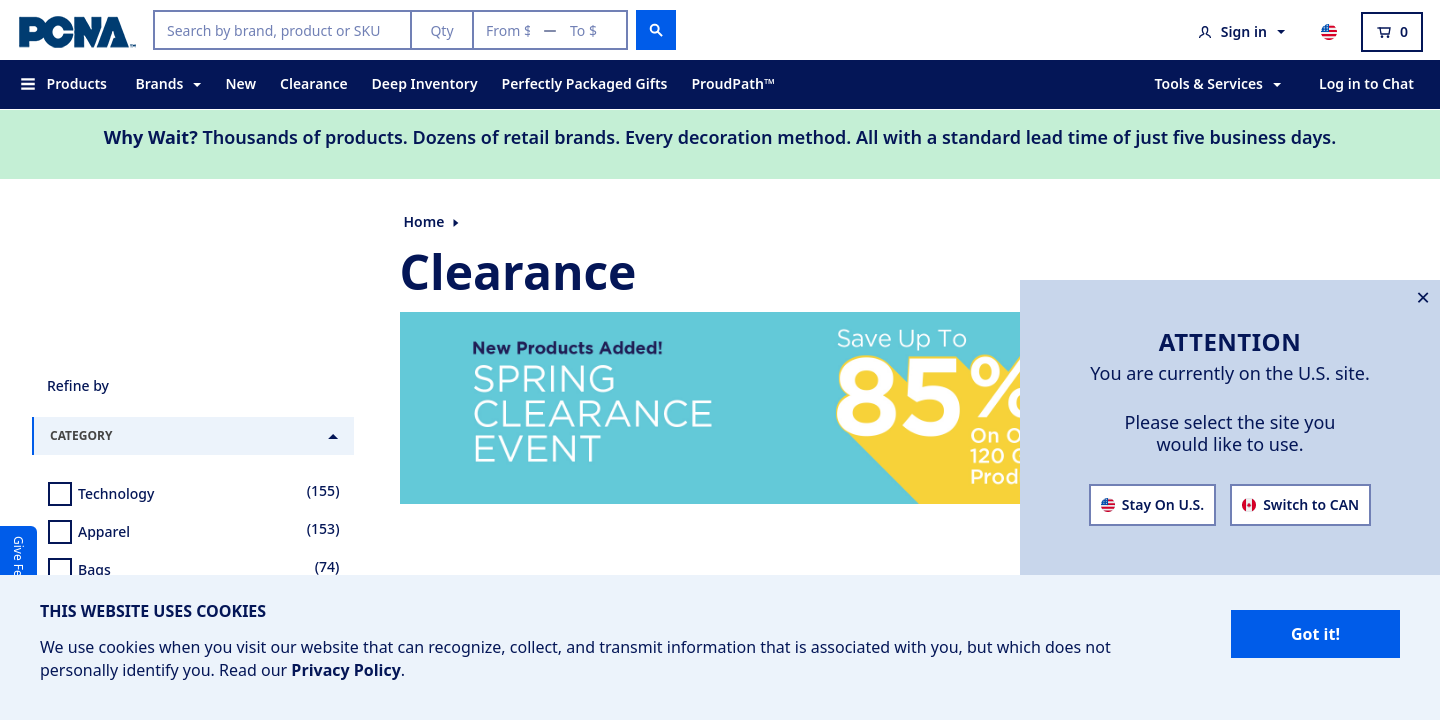 PCNA™
Search by brand, product or SKU
Qty
From $ — To $
Sign in
0
Products
Brands
New
Clearance
Deep Inventory
Perfectly Packaged Gifts
ProudPath™
Tools & Services
Log in to Chat
Why Wait? Thousands of products. Dozens of retail brands. Every decoration method. All with a standard lead time of just five business days.
Home
Clearance
New Products Added!
SPRING
CLEARANCE
EVENT
Save Up To
85%
On O
120 G
Prod
Refine by
CATEGORY
Technology (155)
Apparel (153)
Bags (74)
Give Fe
×
ATTENTION
You are currently on the U.S. site.
Please select the site you
would like to use.
Stay On U.S.
Switch to CAN
THIS WEBSITE USES COOKIES
We use cookies when you visit our website that can recognize, collect, and transmit information that is associated with you, but which does not
personally identify you. Read our Privacy Policy.
Got it!